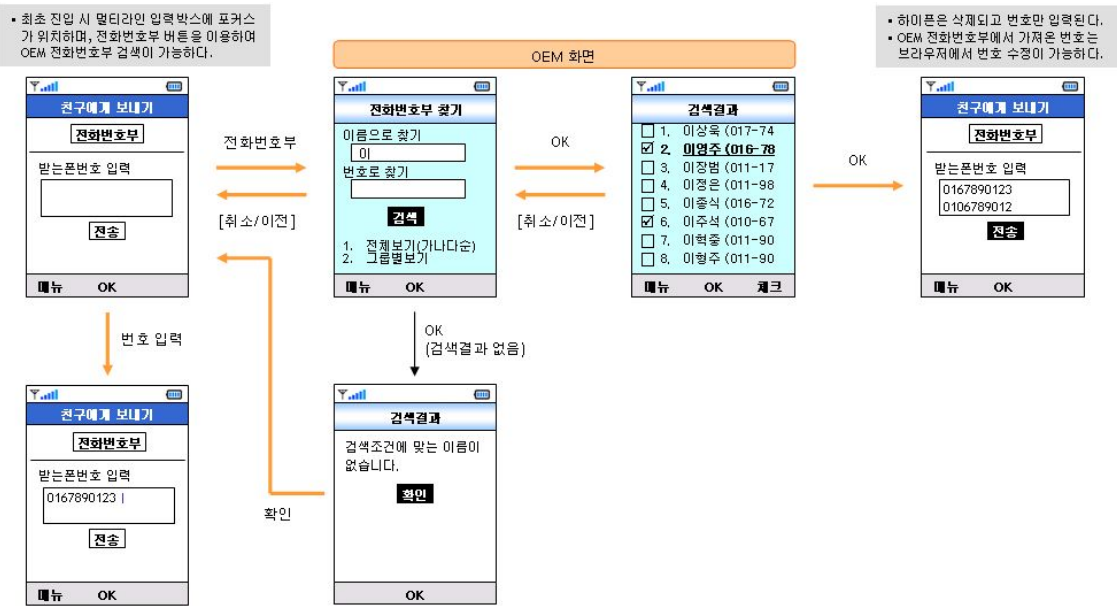 ▪ 최초 진입 시 멀티라인 입력박스에 포커스
가 위치하며, 전화번호부 버튼을 이용하여
OEM 전화번호부 검색이 가능하다.
▪ 하이픈은 삭제되고 번호만 입력된다.
▪ OEM 전화번호부에서 가져온 번호는
브라우저에서 번호 수정이 가능하다.
OEM 화면
친구에게 보내기
전화번호부
받는폰번호 입력
전송
메뉴 OK
전화번호부
[취소/이전]
전화번호부 찾기
이름으로 찾기
이
번호로 찾기
검색
1. 전체보기(가나다순)
2. 그룹별보기
메뉴 OK
OK
[취소/이전]
검색결과
1. 이상욱 (017-74
2. 이영주 (016-78
3. 이장범 (011-17
4. 이정은 (011-98
5. 이종식 (016-72
6. 이주석 (010-67
7. 이혁중 (011-90
8. 이형주 (011-90
메뉴 OK 체크
OK
친구에게 보내기
전화번호부
받는폰번호 입력
0167890123
0106789012
전송
메뉴 OK
번호 입력
OK
(검색결과 없음)
친구에게 보내기
전화번호부
받는폰번호 입력
0167890123
전송
메뉴 OK
확인
검색결과
검색조건에 맞는 이름이
없습니다.
확인
OK